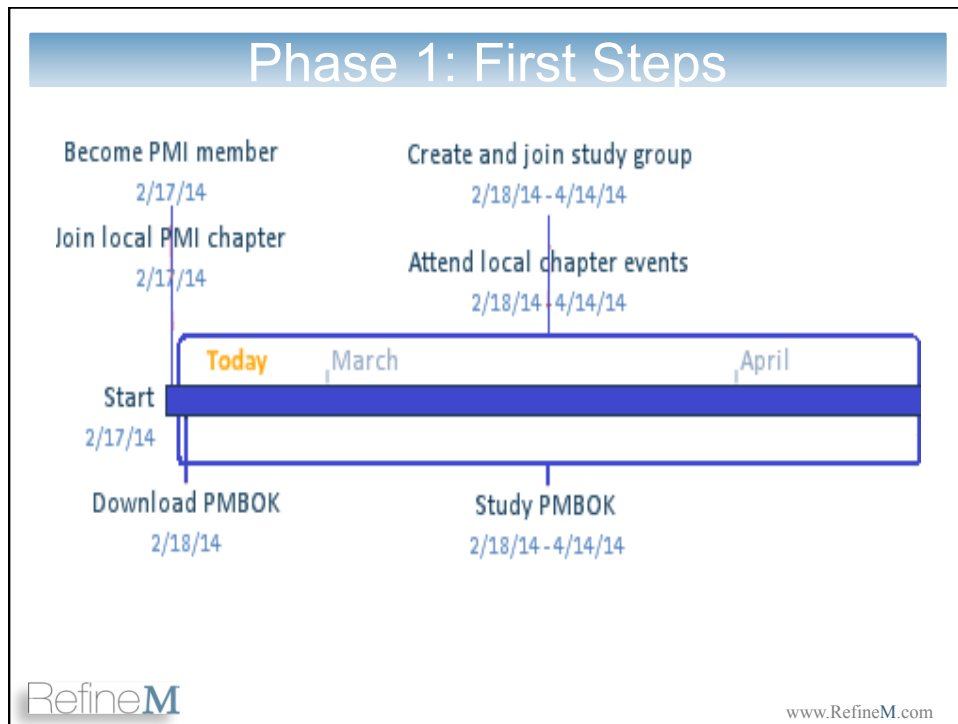 Phase 1: First Steps
Become PMI member
2/17/14
Create and join study group
2/18/14 - 4/14/14
Join local PMI chapter
2/17/14
Attend local chapter events
2/18/14 - 4/14/14
Today
March
April
Start
2/17/14
Download PMBOK
2/18/14
Study PMBOK
2/18/14 - 4/14/14
RefineM
www.RefineM.com